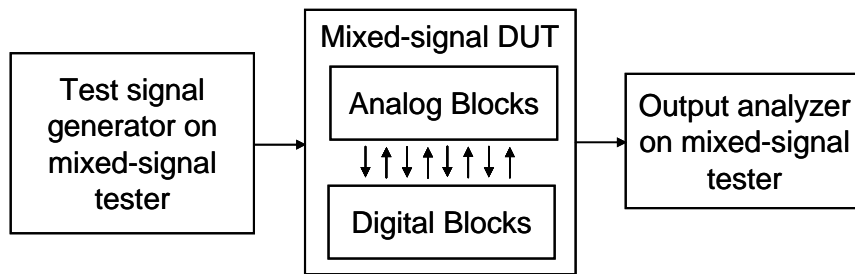 Test signal
generator on
mixed-signal
tester
Mixed-signal DUT
Analog Blocks
Digital Blocks
Output analyzer
on mixed-signal
tester